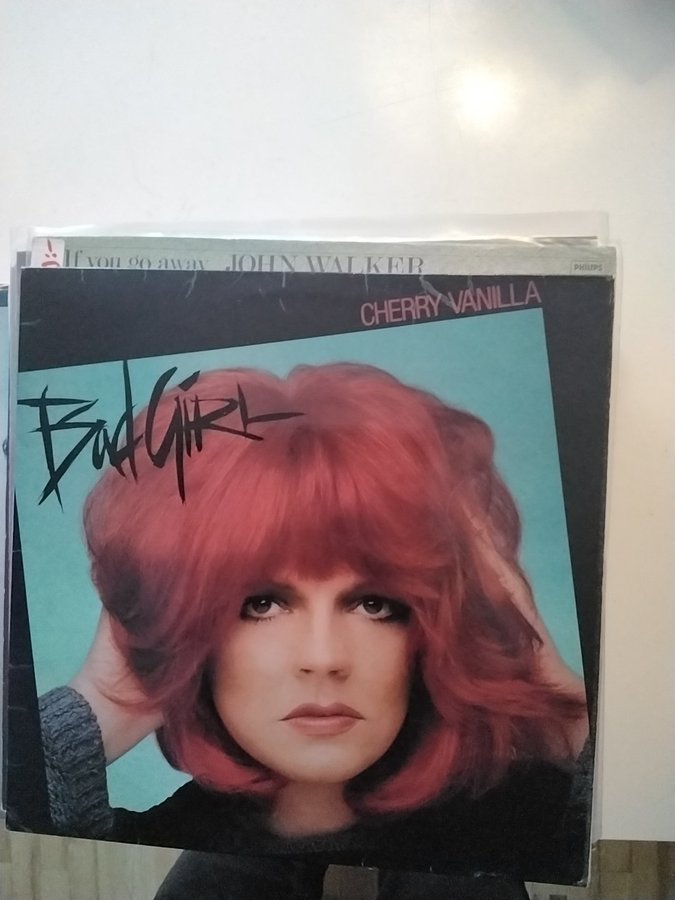 If you go away JOHN WALKER
PHILIPS
CHERRY VANILLA
Bad GIRL